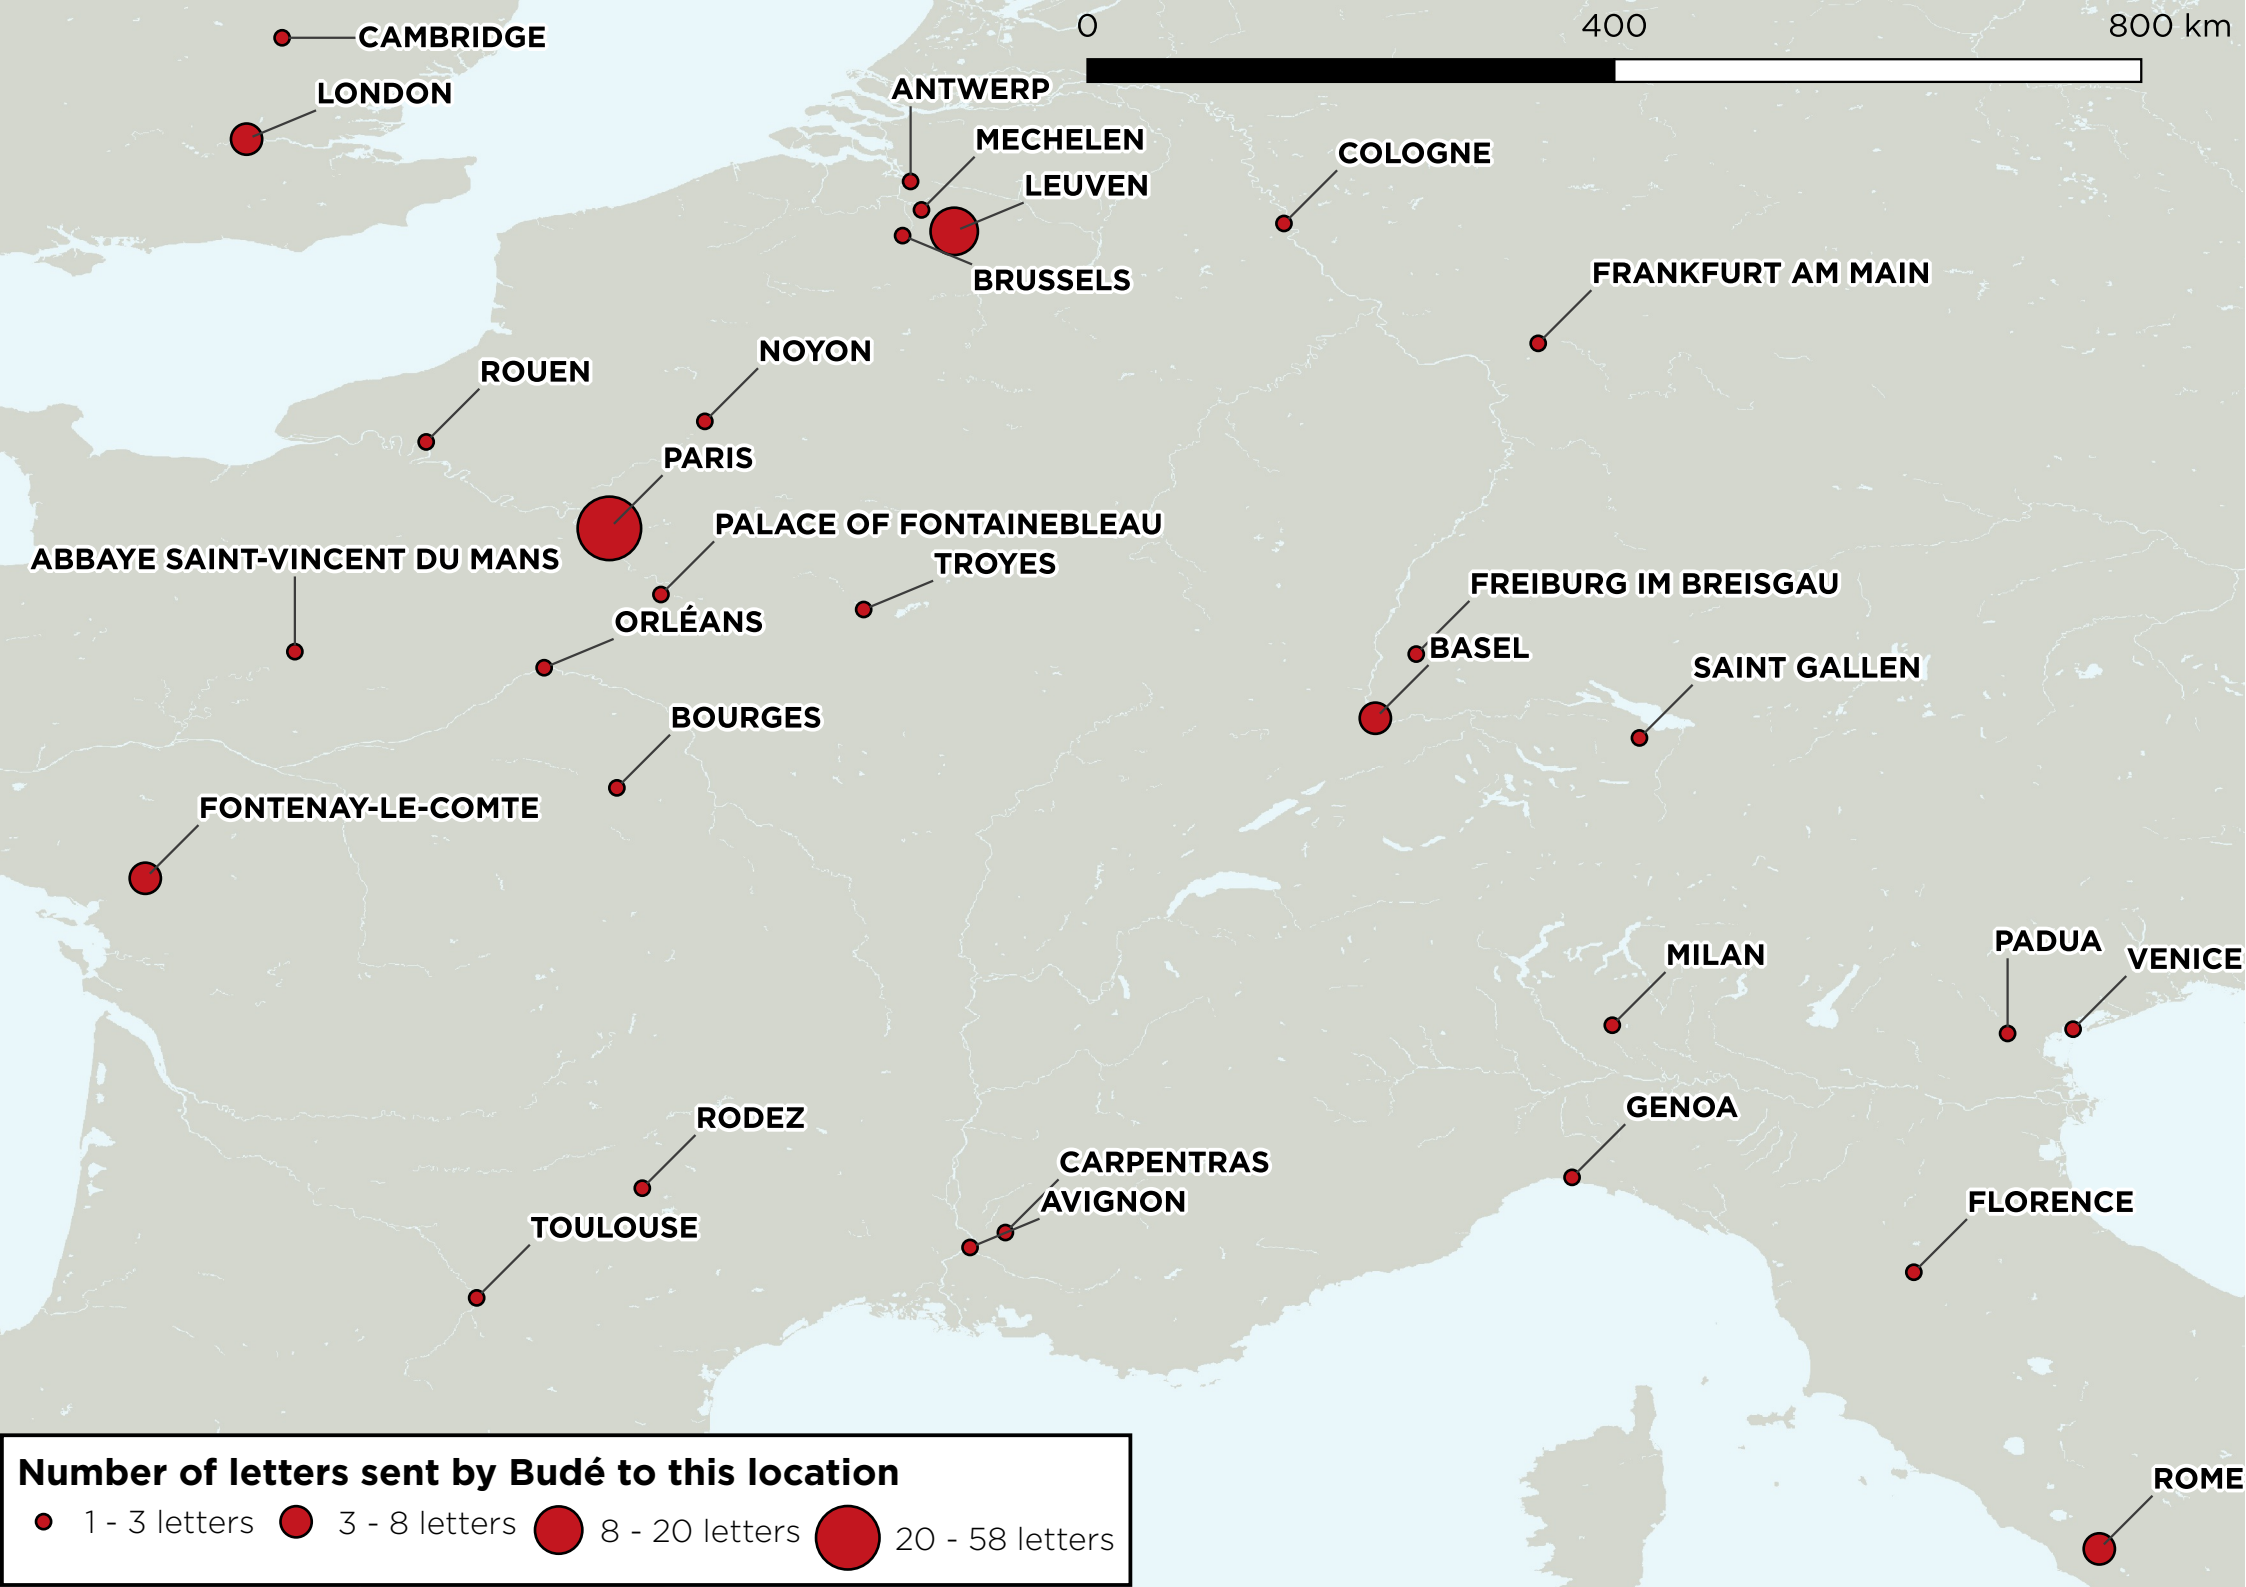 0 400 800 km
CAMBRIDGE
LONDON
ANTWERP
MECHELEN
COLOGNE
LEUVEN
BRUSSELS
FRANKFURT AM MAIN
NOYON
ROUEN
PARIS
PALACE OF FONTAINEBLEAU
ABBAYE SAINT-VINCENT DU MANS
TROYES
FREIBURG IM BREISGAU
ORLÉANS
BASEL
SAINT GALLEN
BOURGES
FONTENAY-LE-COMTE
PADUA
MILAN
VENICE
GENOA
RODEZ
CARPENTRAS
AVIGNON
FLORENCE
TOULOUSE
ROME
Number of letters sent by Budé to this location
1 - 3 letters 3 - 8 letters 8 - 20 letters 20 - 58 letters